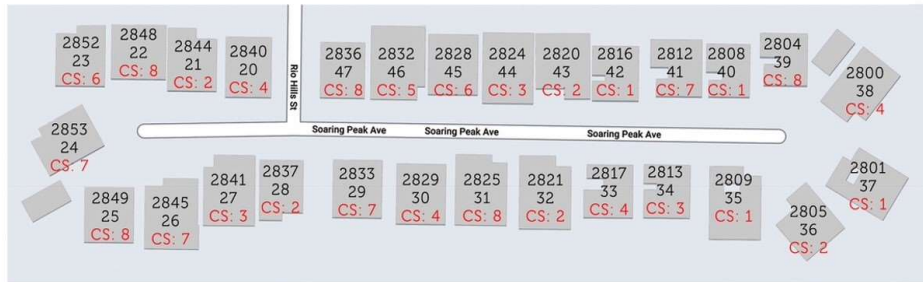 2852
23
CS: 6
2848
22
CS: 8
2844
21
CS: 2
2840
20
CS: 4
Rio Hills St
2836
47
CS: 8
2832
46
CS: 5
2828
45
CS: 6
2824
44
CS: 3
2820
43
CS: 2
2816
42
CS: 1
2812
41
CS: 7
2808
40
CS: 1
2804
39
CS: 8
2800
38
CS: 4
Soaring Peak Ave
Soaring Peak Ave
Soaring Peak Ave
2853
24
CS: 7
2849
25
CS: 8
2845
26
CS: 7
2841
27
CS: 3
2837
28
CS: 2
2833
29
CS: 7
2829
30
CS: 4
2825
31
CS: 8
2821
32
CS: 2
2817
33
CS: 4
2813
34
CS: 3
2809
35
CS: 1
2805
36
CS: 2
2801
37
CS: 1